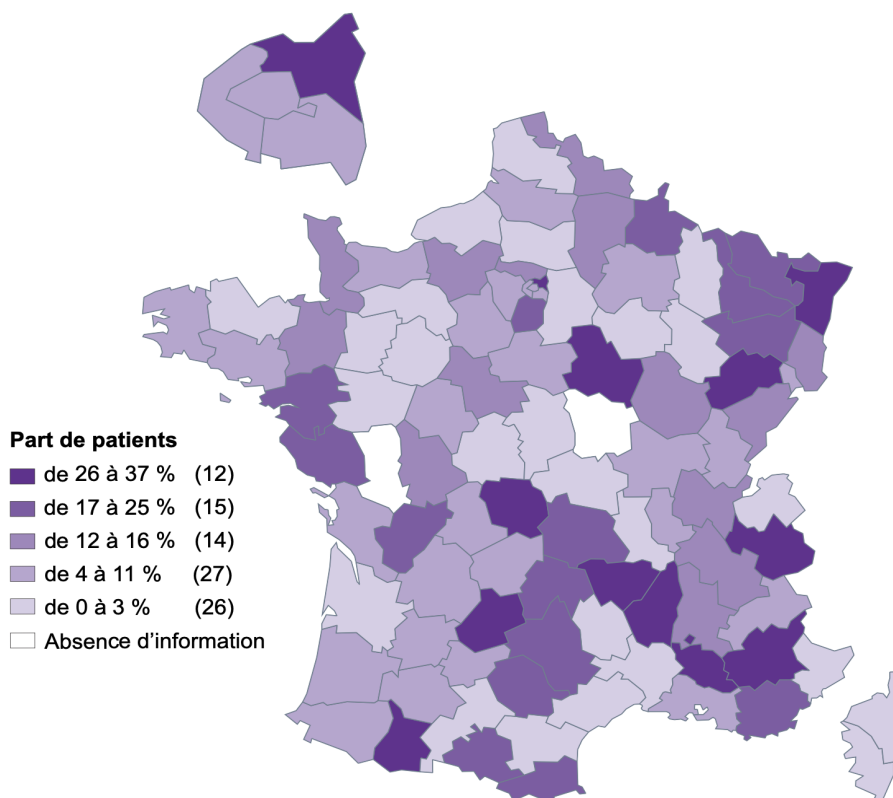 Part de patients
de 26 à 37 % (12)
de 17 à 25 % (15)
de 12 à 16 % (14)
de 4 à 11 % (27)
de 0 à 3 % (26)
Absence d’information